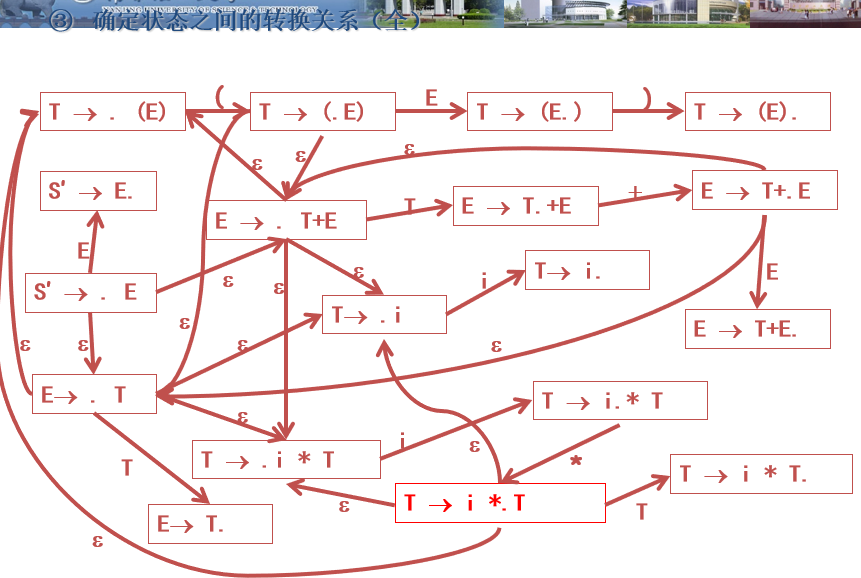 ③ 确定状态之间的转换关系（全）
T → . (E)
(
T → (.E)
E
T → (E.)
)
T → (E).
ε
ε
ε
S' → E.
E → . T+E
T
E → T.+E
+
E → T+.E
E
ε
ε
ε
i
T→ i.
E
S' → . E
T→ .i
E → T+E.
ε
ε
ε
ε
ε
E→ . T
T → i.* T
ε
i
ε
*
T
T → .i * T
T → i * T.
T → i *.T
ε
T
E→ T.
ε